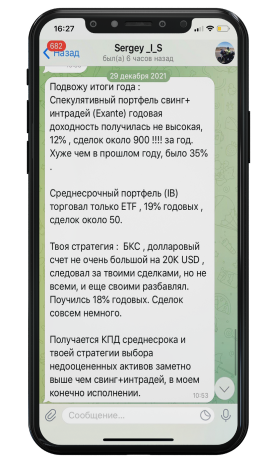 16:27
682
Назад
Sergey _I_S
был(а) 6 часов назад
29 декабря 2021
Подвожу итоги года :
Спекулятивный портфель свинг+
интрадей (Exante) годовая
доходность получилась не высокая,
12% , сделок около 900 !!!! за год.
Хуже чем в прошлом году, было 35%
.
Среднесрочный портфель (IB)
торговал только ETF , 19% годовых ,
сделок около 50.
Твоя стратегия : БКС , долларовый
счет не очень большой на 20K USD ,
следовал за твоими сделками, но не
всеми, и еще своими разбавлял.
Поучилсь 18% годовых. Сделок
совсем немного.
Получается КПД среднесрока и
твоей стратегии выбора
недооцененных активов заметно
выше чем свинг+интрадей, в моем
конечно исполнении.
10:53
Сообщение...